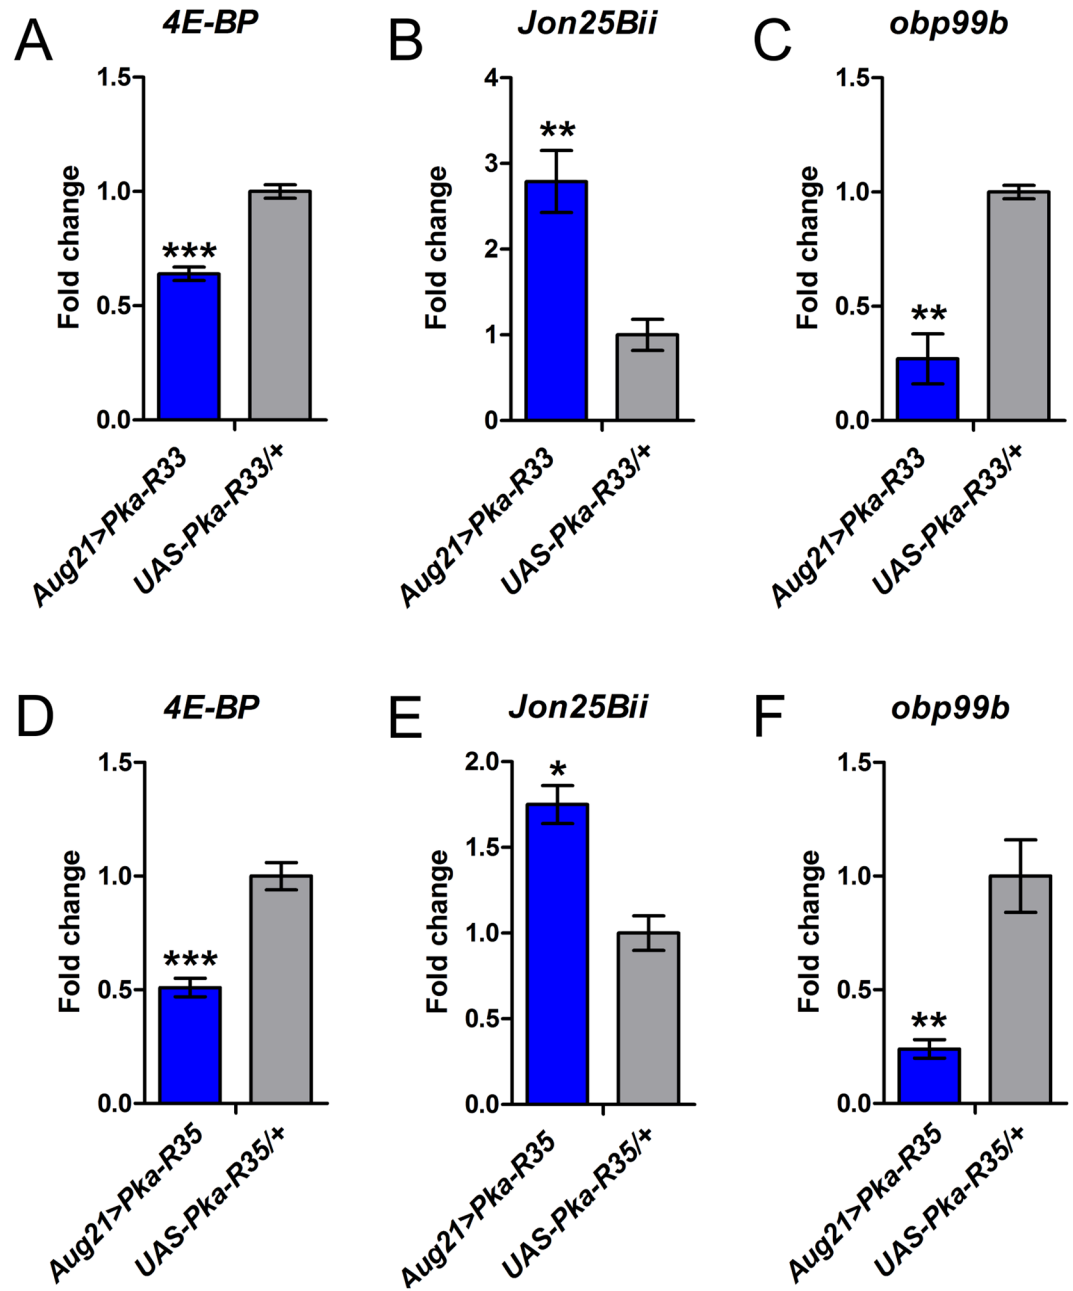 A
4E-BP
Fold change
1.5
1.0
0.5
0.0
***
Aug21>Pka-R33
UAS-Pka-R33/+
B
Jon25Bii
Fold change
4
3
2
1
0
**
Aug21>Pka-R33
UAS-Pka-R33/+
C
obp99b
Fold change
1.5
1.0
0.5
0.0
**
Aug21>Pka-R33
UAS-Pka-R33/+
D
4E-BP
Fold change
1.5
1.0
0.5
0.0
***
Aug21>Pka-R35
UAS-Pka-R35/+
E
Jon25Bii
Fold change
2.0
1.5
1.0
0.5
0.0
*
Aug21>Pka-R35
UAS-Pka-R35/+
F
obp99b
Fold change
1.5
1.0
0.5
0.0
**
Aug21>Pka-R35
UAS-Pka-R35/+